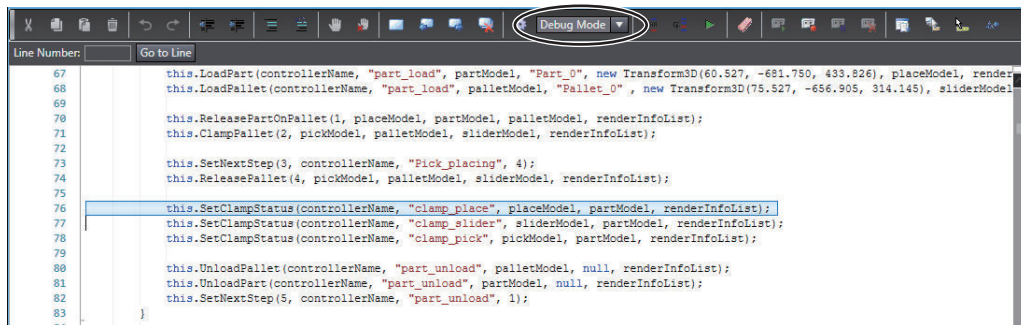 Debug Mode
Line Number: Go to Line
67 this.LoadPart(controllerName, "part_load", partModel, "Part_0", new Transform3D(60.527, -681.750, 433.826), placeModel, render
68 this.LoadPallet(controllerName, "part_load", palletModel, "Pallet_0" , new Transform3D(75.527, -656.905, 314.145), sliderModel
69
70 this.ReleasePartOnPallet(1, placeModel, partModel, palletModel, renderInfoList);
71 this.ClampPallet(2, pickModel, palletModel, sliderModel, renderInfoList);
72
73 this.SetNextStep(3, controllerName, "Pick_placing", 4);
74 this.ReleasePallet(4, pickModel, palletModel, sliderModel, renderInfoList);
75
76 this.SetClampStatus(controllerName, "clamp_place", placeModel, partModel, renderInfoList);
77 this.SetClampStatus(controllerName, "clamp_slider", sliderModel, partModel, renderInfoList);
78 this.SetClampStatus(controllerName, "clamp_pick", pickModel, partModel, renderInfoList);
79
80 this.UnloadPallet(controllerName, "part_unload", palletModel, null, renderInfoList);
81 this.UnloadPart(controllerName, "part_unload", partModel, null, renderInfoList);
82 this.SetNextStep(5, controllerName, "part_unload", 1);
83 }